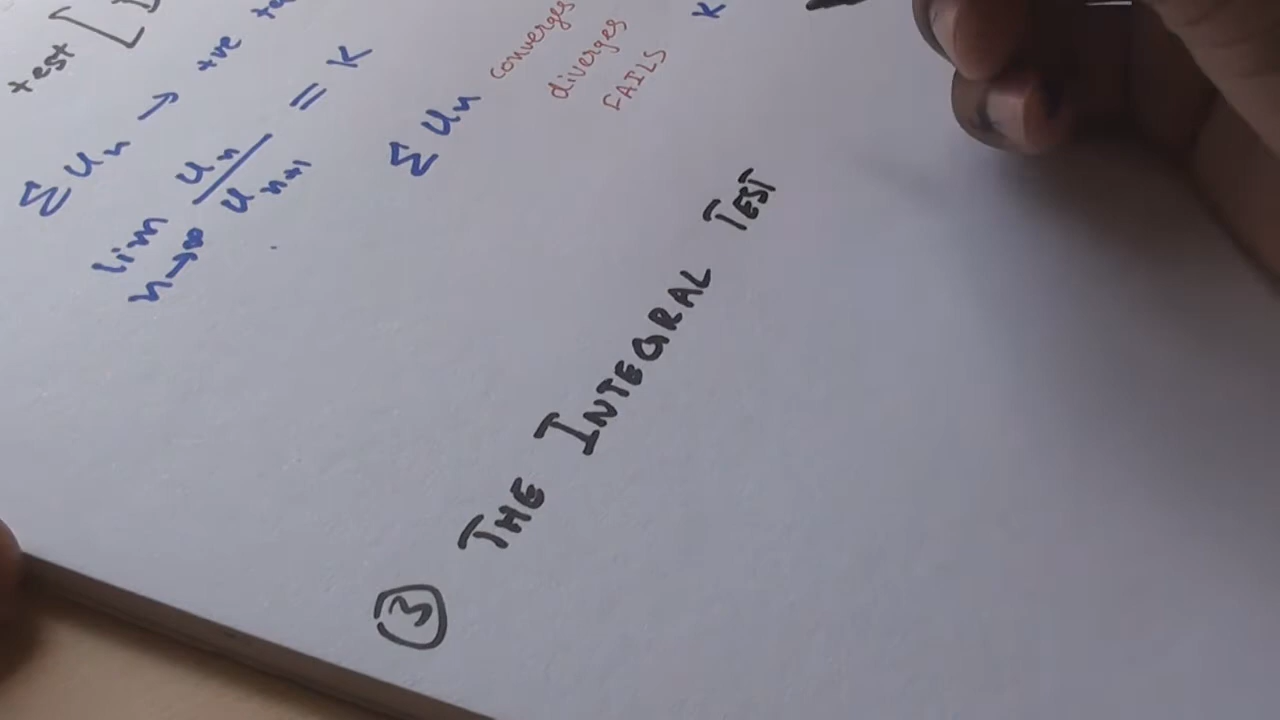 test [
Σ Un → +ve
lim n→∞ Un/Un+1 = K
Σ Un converges K
diverges
FAILS
③ THE INTEGRAL TEST